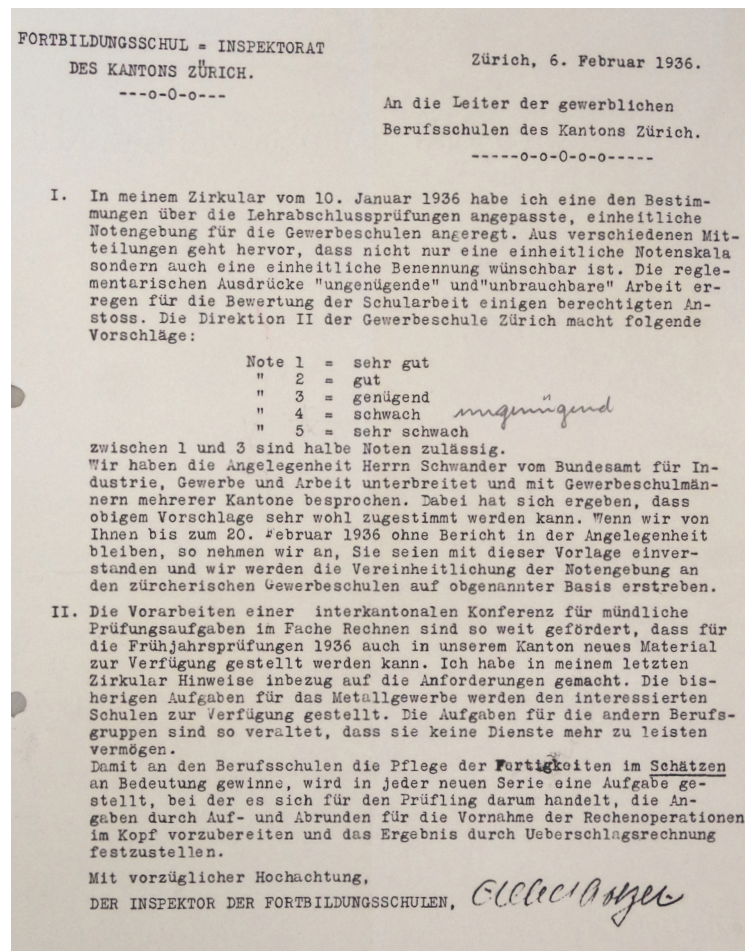 FORTBILDUNGSSCHUL = INSPEKTORAT
DES KANTONS ZÜRICH.
---o-O-o---
Zürich, 6. Februar 1936.
An die Leiter der gewerblichen
Berufsschulen des Kantons Zürich.
-----o-o-O-o-o-----
I. In meinem Zirkular vom 10. Januar 1936 habe ich eine den Bestim-
mungen über die Lehrabschlussprüfungen angepasste, einheitliche
Notengebung für die Gewerbeschulen angeregt. Aus verschiedenen Mit-
teilungen geht hervor, dass nicht nur eine einheitliche Notenskala
sondern auch eine einheitliche Benennung wünschbar ist. Die regle-
mentarischen Ausdrücke "ungenügende" und"unbrauchbare" Arbeit er-
regen für die Bewertung der Schularbeit einigen berechtigten An-
stoss. Die Direktion II der Gewerbeschule Zürich macht folgende
Vorschläge:
Note 1 = sehr gut
" 2 = gut
" 3 = genügend
" 4 = schwach ungenügend
" 5 = sehr schwach
zwischen 1 und 3 sind halbe Noten zulässig.
Wir haben die Angelegenheit Herrn Schwander vom Bundesamt für In-
dustrie, Gewerbe und Arbeit unterbreitet und mit Gewerbeschulmän-
nern mehrerer Kantone besprochen. Dabei hat sich ergeben, dass
obigem Vorschlage sehr wohl zugestimmt werden kann. Wenn wir von
Ihnen bis zum 20. Februar 1936 ohne Bericht in der Angelegenheit
bleiben, so nehmen wir an, Sie seien mit dieser Vorlage einver-
standen und wir werden die Vereinheitlichung der Notengebung an
den zürcherischen Gewerbeschulen auf obgenannter Basis erstreben.
II. Die Vorarbeiten einer interkantonalen Konferenz für mündliche
Prüfungsaufgaben im Fache Rechnen sind so weit gefördert, dass für
die Frühjahrsprüfungen 1936 auch in unserem Kanton neues Material
zur Verfügung gestellt werden kann. Ich habe in meinem letzten
Zirkular Hinweise inbezug auf die Anforderungen gemacht. Die bis-
herigen Aufgaben für das Metallgewerbe werden den interessierten
Schulen zur Verfügung gestellt. Die Aufgaben für die andern Berufs-
gruppen sind so veraltet, dass sie keine Dienste mehr zu leisten
vermögen.
Damit an den Berufsschulen die Pflege der Fertigkeiten im Schätzen
an Bedeutung gewinne, wird in jeder neuen Serie eine Aufgabe ge-
stellt, bei der es sich für den Prüfling darum handelt, die An-
gaben durch Auf- und Abrunden für die Vornahme der Rechenoperationen
im Kopf vorzubereiten und das Ergebnis durch Ueberschlagsrechnung
festzustellen.
Mit vorzüglicher Hochachtung,
DER INSPEKTOR DER FORTBILDUNGSSCHULEN,